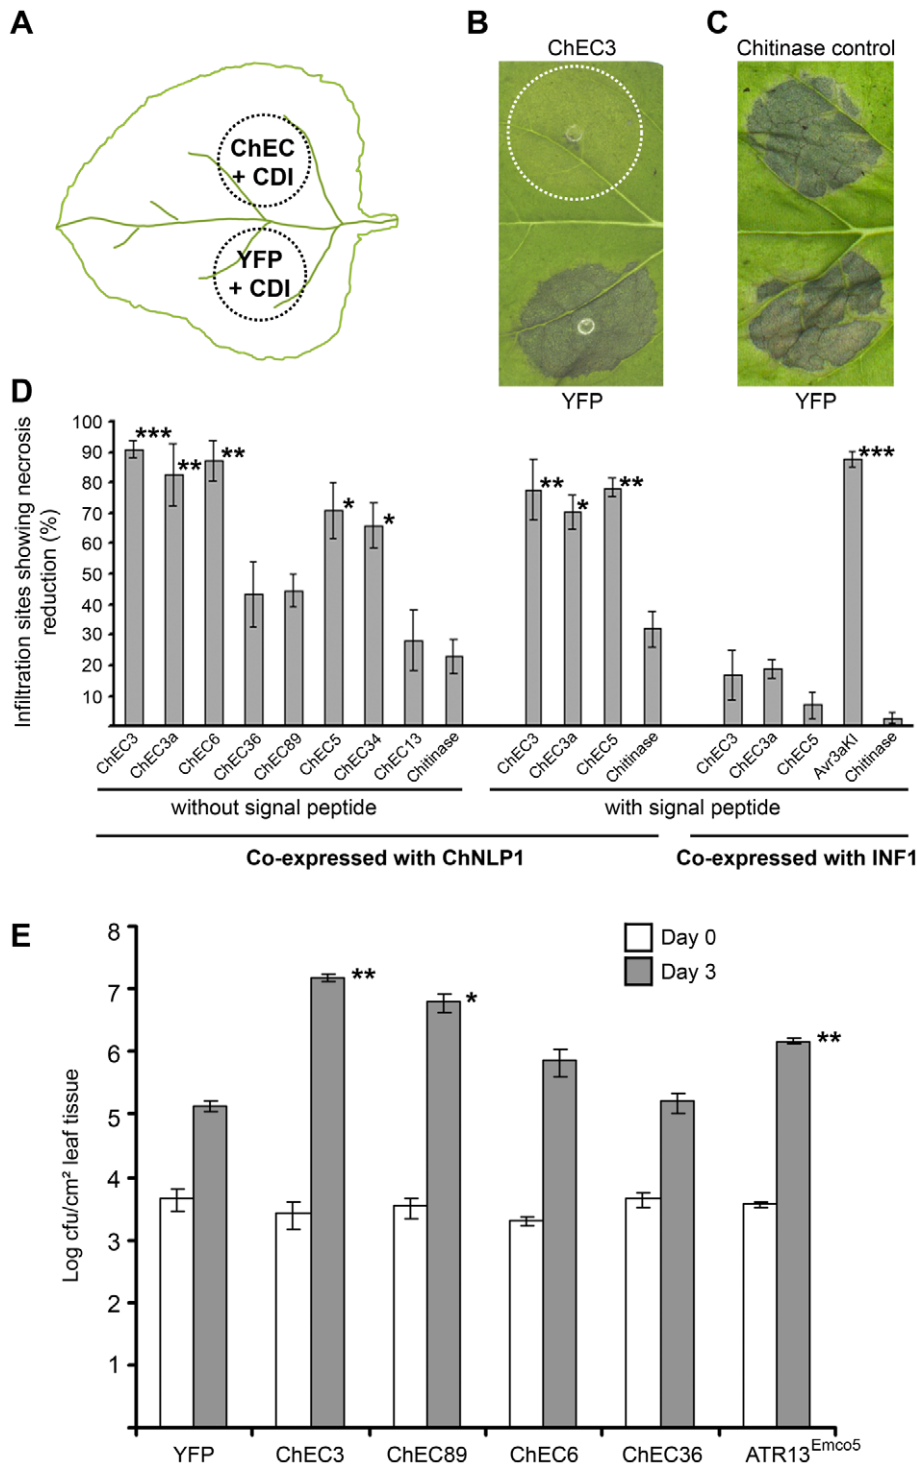 A
ChEC
+ CDI
YFP
+ CDI
B
ChEC3
YFP
C
Chitinase control
YFP
D
Infiltration sites showing necrosis
reduction (%)
100
90
80
70
60
50
40
30
20
10
***
**
**
*
*
**
*
**
***
ChEC3
ChEC3a
ChEC6
ChEC36
ChEC89
ChEC5
ChEC34
ChEC13
Chitinase
ChEC3
ChEC3a
ChEC5
Chitinase
ChEC3
ChEC3a
ChEC5
Avr3aKI
Chitinase
without signal peptide
with signal peptide
Co-expressed with ChNLP1
Co-expressed with INF1
E
Log cfu/cm² leaf tissue
8
7
6
5
4
3
2
1
Day 0
Day 3
**
*
**
YFP
ChEC3
ChEC89
ChEC6
ChEC36
ATR13Emco5